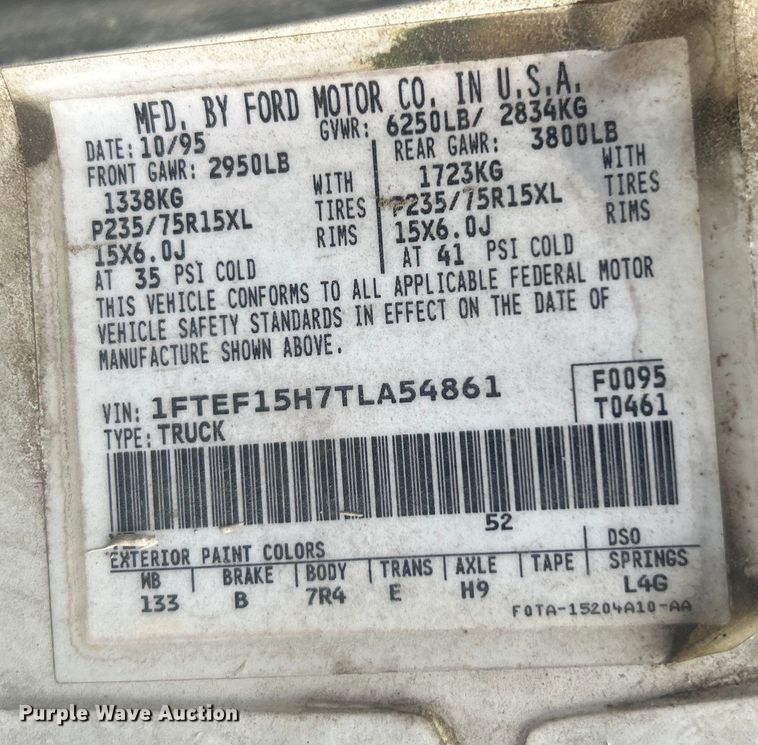 MFD. BY FORD MOTOR CO. IN U.S.A.
DATE: 10/95 GVWR: 6250LB/ 2834KG
FRONT GAWR: 2950LB REAR GAWR: 3800LB
1338KG WITH 1723KG WITH
P235/75R15XL TIRES P235/75R15XL TIRES
15X6.0J RIMS 15X6.0J RIMS
AT 35 PSI COLD AT 41 PSI COLD
THIS VEHICLE CONFORMS TO ALL APPLICABLE FEDERAL MOTOR
VEHICLE SAFETY STANDARDS IN EFFECT ON THE DATE OF
MANUFACTURE SHOWN ABOVE.
VIN: 1FTEF15H7TLA54861 F0095
TYPE: TRUCK T0461
52
EXTERIOR PAINT COLORS DSO
WB BRAKE BODY TRANS AXLE TAPE SPRINGS
133 B 7R4 E H9 L4G
F0TA-15204A10-AA
Purple Wave Auction